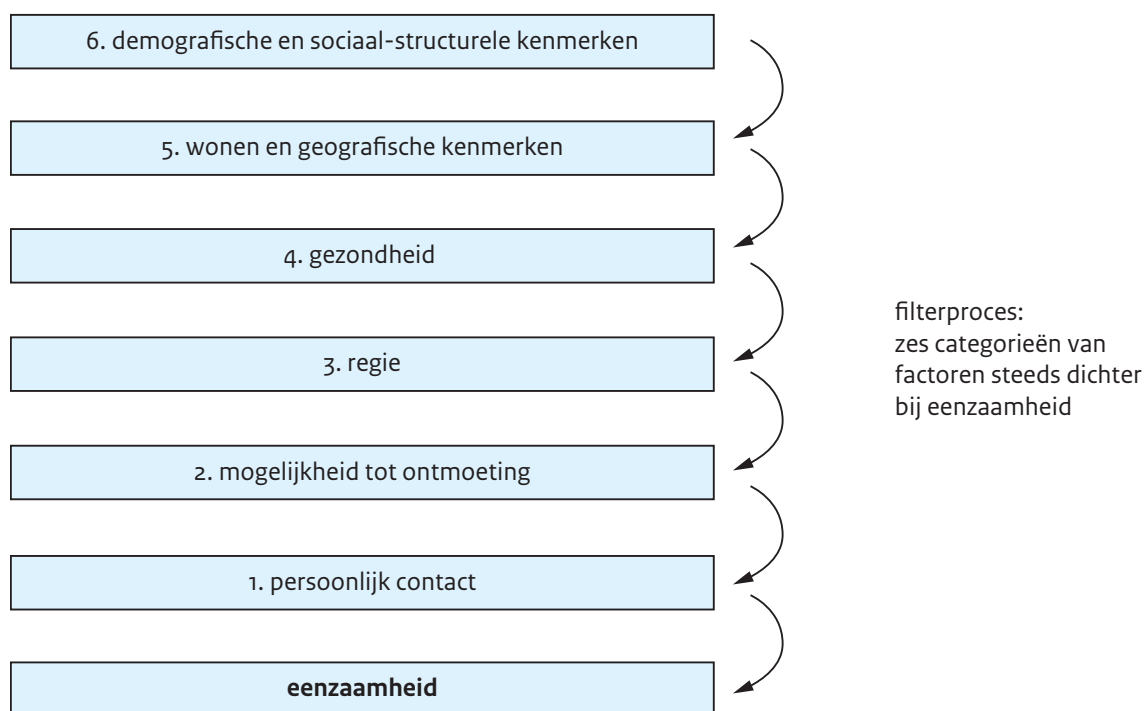 6. demografische en sociaal-structurele kenmerken
5. wonen en geografische kenmerken
4. gezondheid
3. regie
2. mogelijkheid tot ontmoeting
1. persoonlijk contact
eenzaamheid
filterproces:
zes categorieën van
factoren steeds dichter
bij eenzaamheid